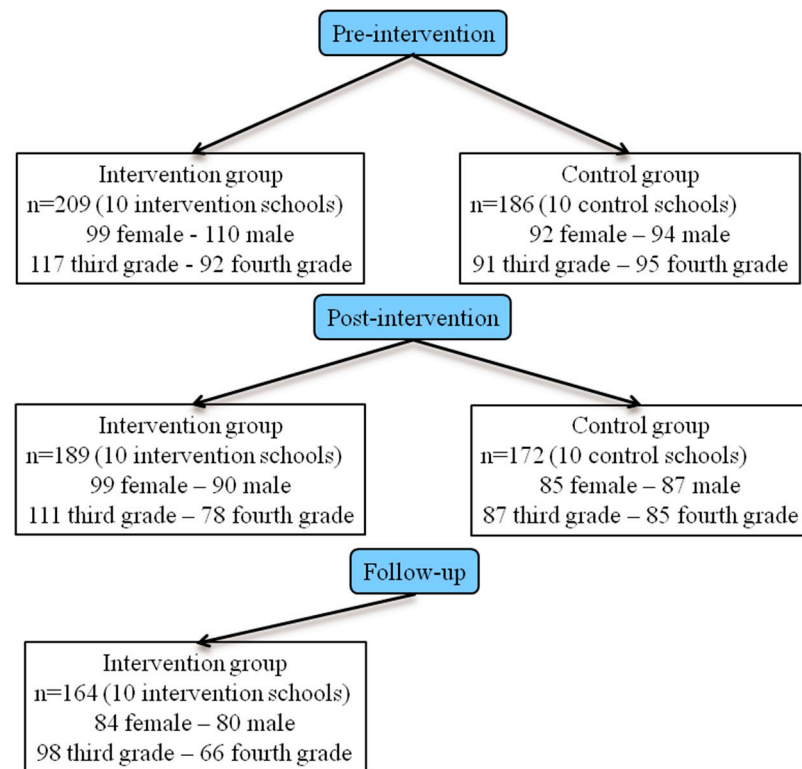 Pre-intervention
Intervention group
n=209 (10 intervention schools)
99 female - 110 male
117 third grade - 92 fourth grade
Control group
n=186 (10 control schools)
92 female – 94 male
91 third grade – 95 fourth grade
Post-intervention
Intervention group
n=189 (10 intervention schools)
99 female – 90 male
111 third grade – 78 fourth grade
Control group
n=172 (10 control schools)
85 female – 87 male
87 third grade – 85 fourth grade
Follow-up
Intervention group
n=164 (10 intervention schools)
84 female – 80 male
98 third grade – 66 fourth grade